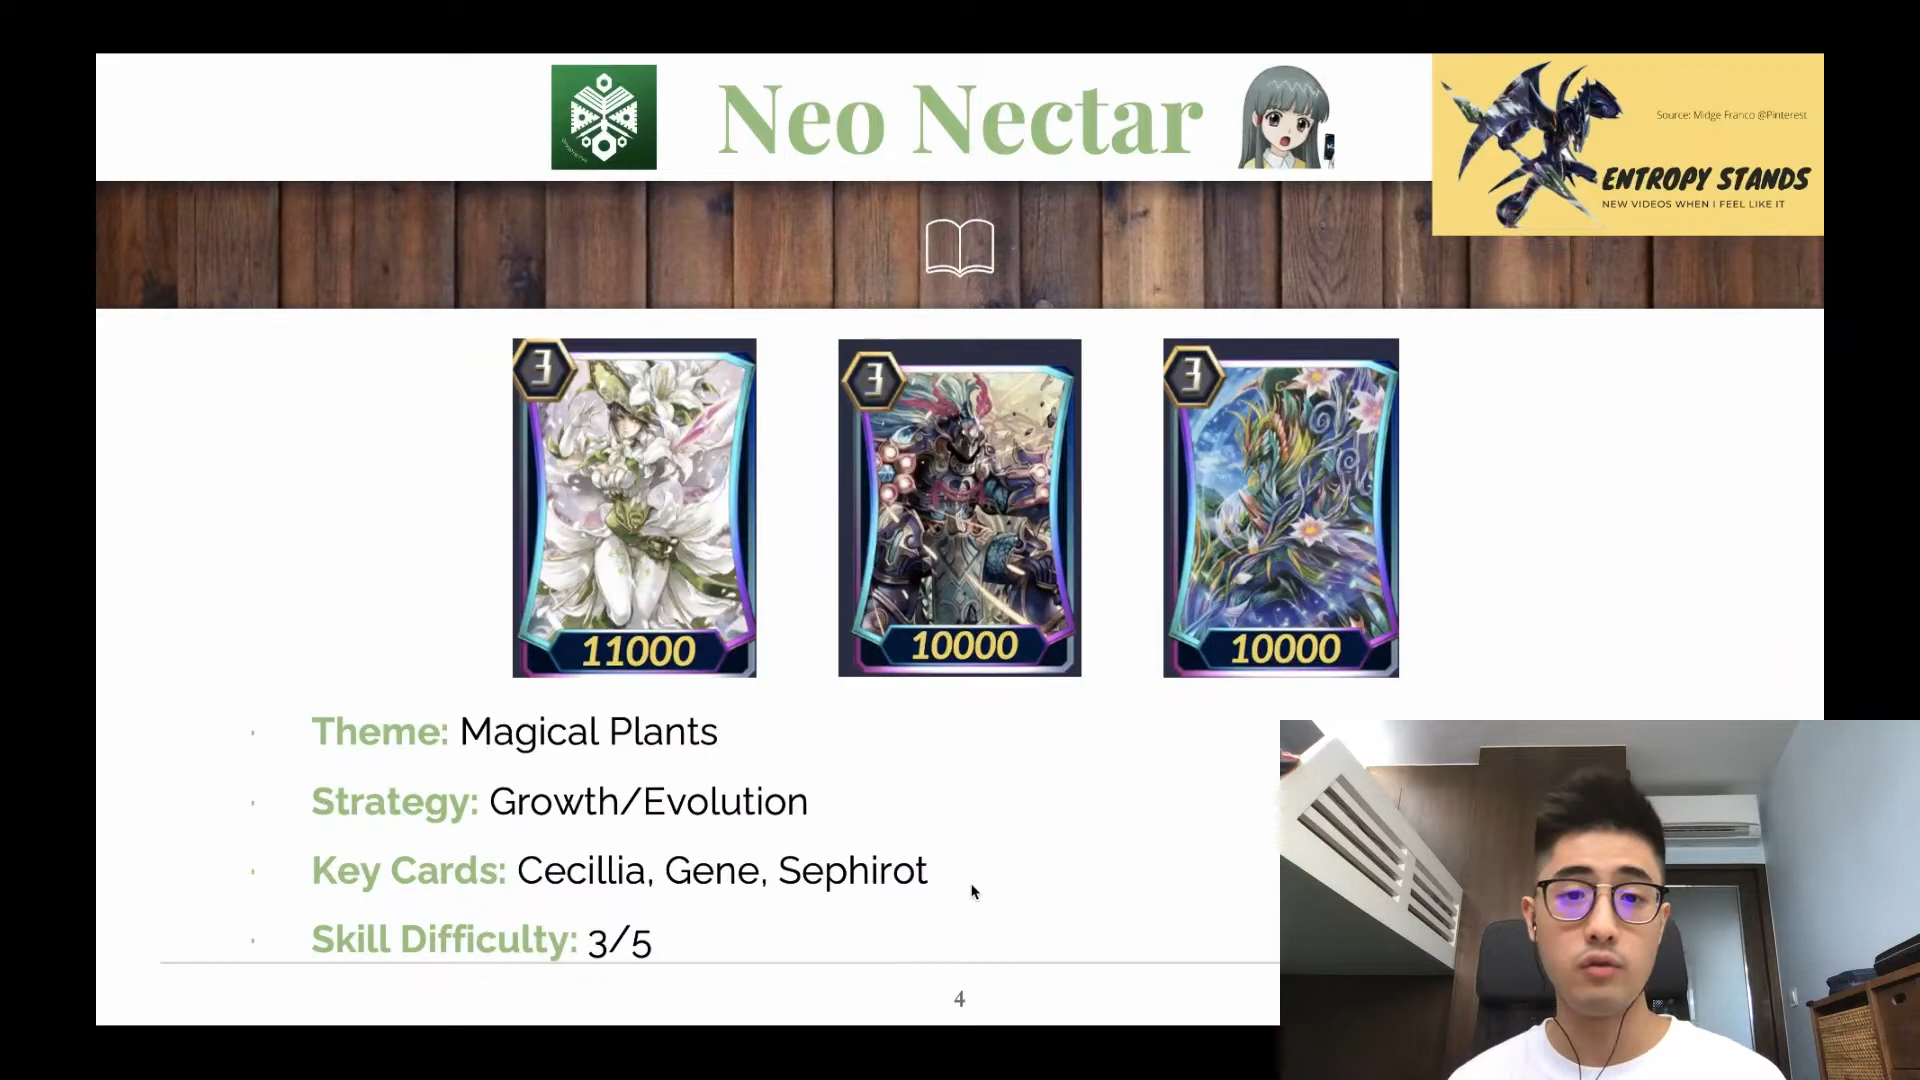 Neo Nectar
Source: Midge Franco @Pinterest
ENTROPY STANDS
NEW VIDEOS WHEN I FEEL LIKE IT
3
3
3
11000
10000
10000
· Theme: Magical Plants
· Strategy: Growth/Evolution
· Key Cards: Cecillia, Gene, Sephirot
· Skill Difficulty: 3/5
4